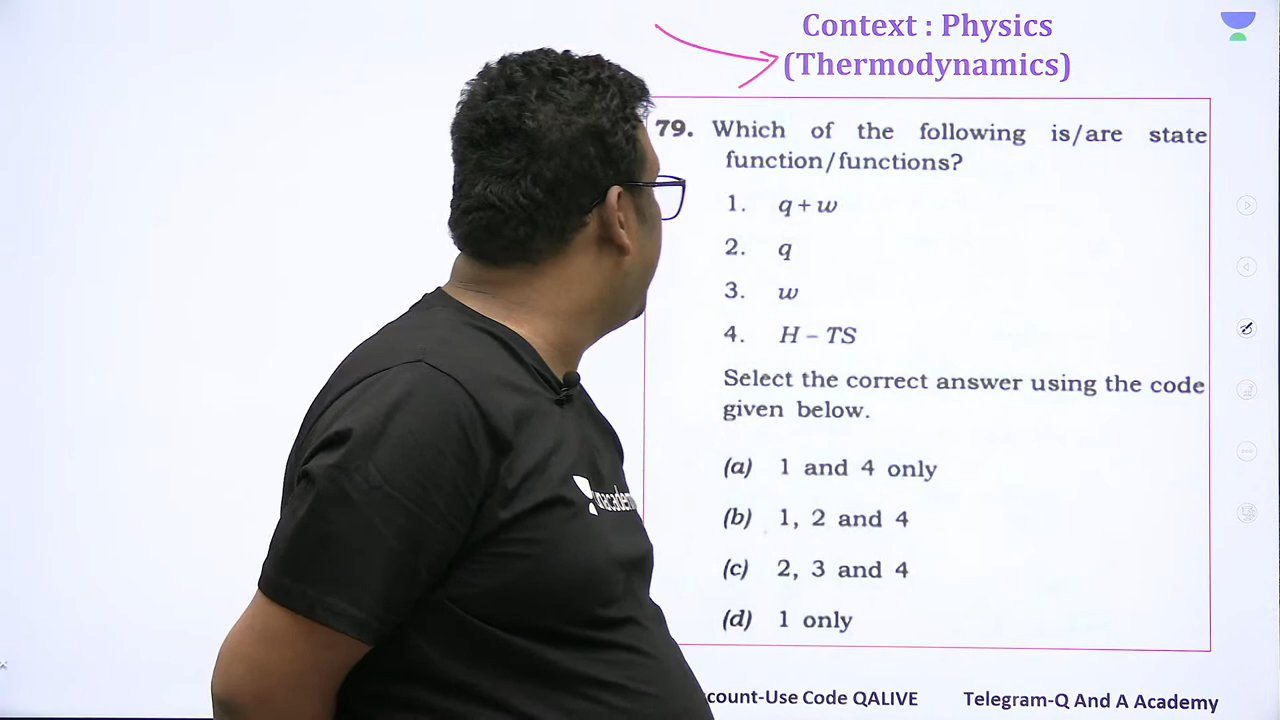 Context : Physics
(Thermodynamics)
79. Which of the following is/are state
function/functions?
1. q + w
2. q
3. w
4. H – TS
Select the correct answer using the code
given below.
(a) 1 and 4 only
(b) 1, 2 and 4
(c) 2, 3 and 4
(d) 1 only
Use Code QALIVE
Telegram-Q And A Academy